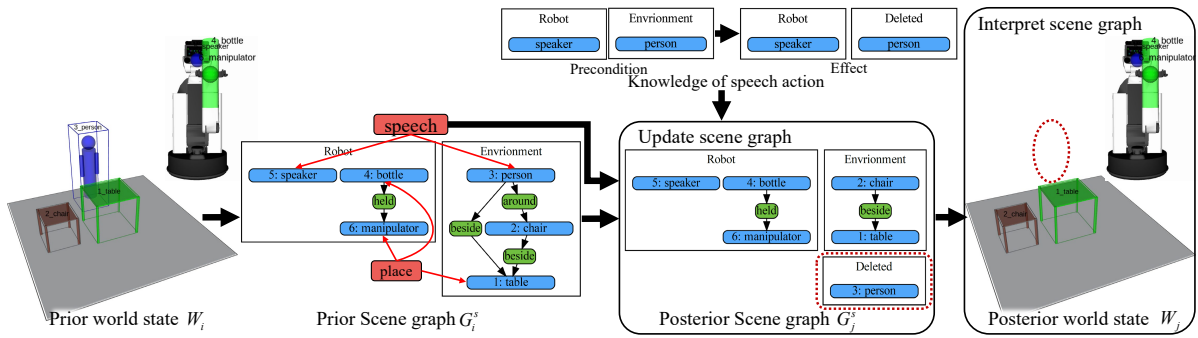 Robot
Envrionment
Robot
Deleted
speaker
person
speaker
person
Precondition
Effect
Knowledge of speech action
4_bottle
speaker
_manipulator
3_person
1_table
2_chair
Prior world state W_i
speech
Robot
Envrionment
5: speaker
4: bottle
3: person
held
around
6: manipulator
beside
2: chair
beside
place
1: table
Prior Scene graph G_i^s
Update scene graph
Robot
Envrionment
5: speaker
4: bottle
2: chair
held
beside
6: manipulator
1: table
Deleted
3: person
Posterior Scene graph G_j^s
Interpret scene graph
4_bottle
speaker
_manipulator
1_table
2_chair
Posterior world state W_j